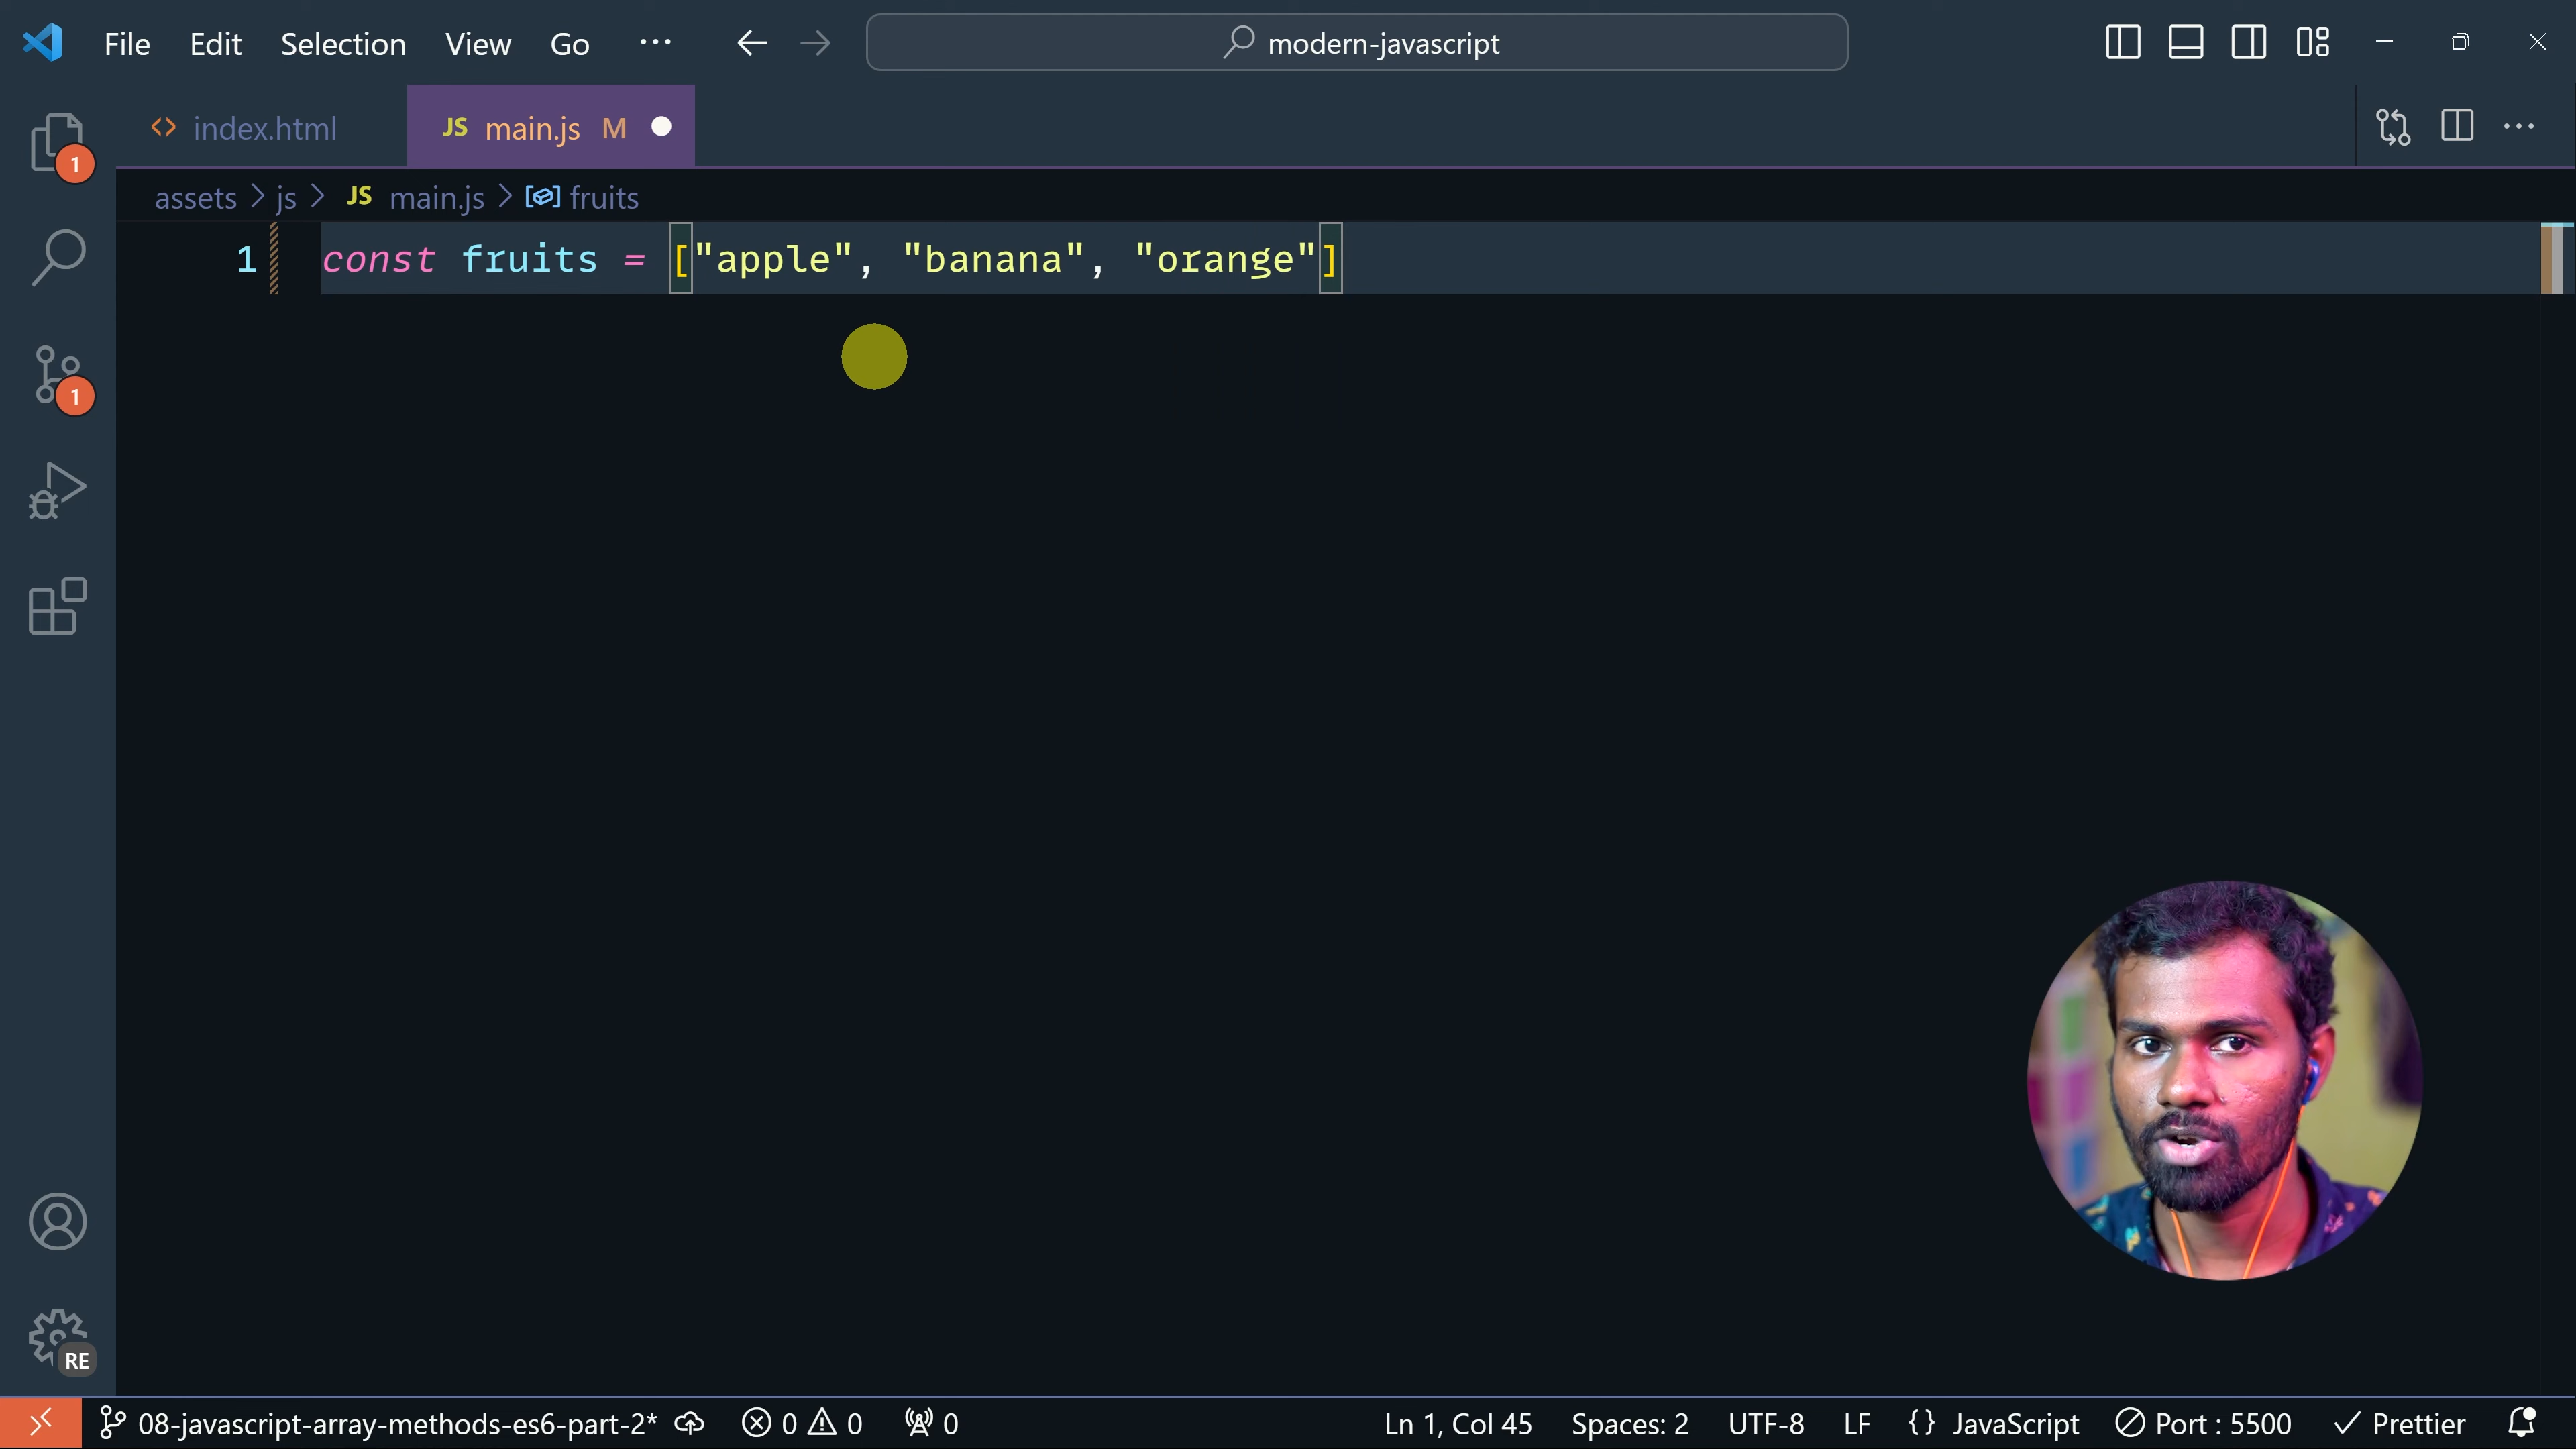 File Edit Selection View Go ··· modern-javascript
index.html JS main.js M
assets > js > JS main.js > fruits
1 const fruits = ["apple", "banana", "orange"]
1
1
RE
08-javascript-array-methods-es6-part-2* 0 0 0 Ln 1, Col 45 Spaces: 2 UTF-8 LF {} JavaScript Port : 5500 Prettier